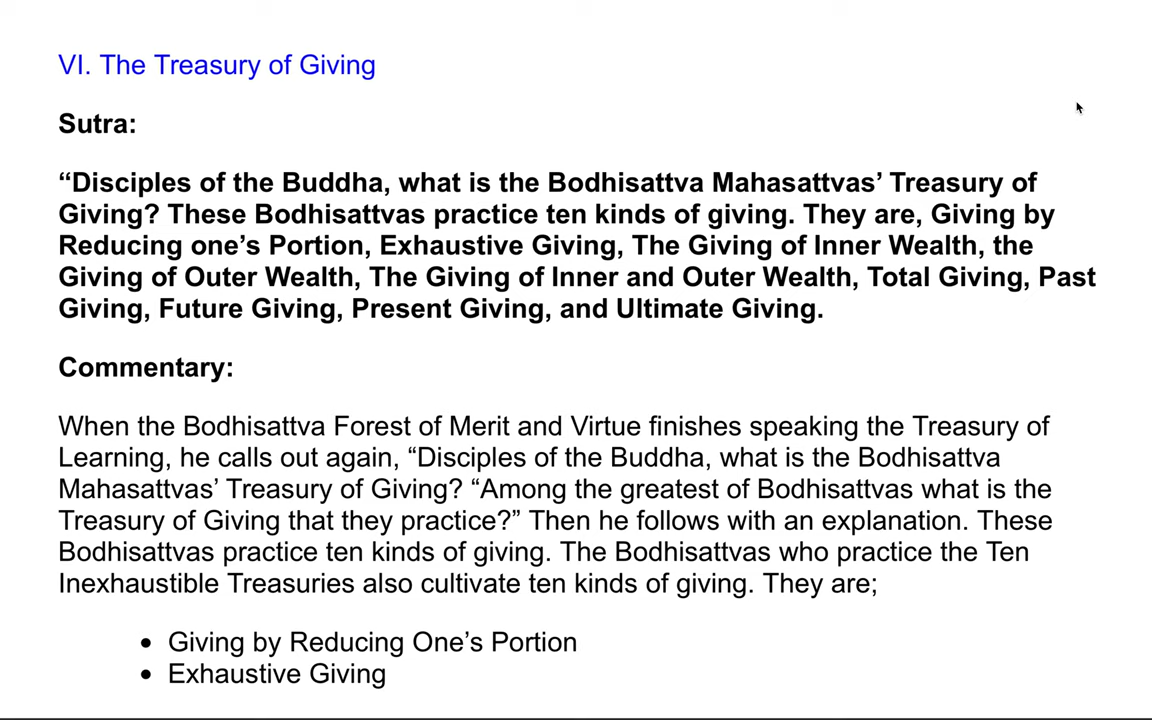 VI. The Treasury of Giving
Sutra:
“Disciples of the Buddha, what is the Bodhisattva Mahasattvas’ Treasury of
Giving? These Bodhisattvas practice ten kinds of giving. They are, Giving by
Reducing one’s Portion, Exhaustive Giving, The Giving of Inner Wealth, the
Giving of Outer Wealth, The Giving of Inner and Outer Wealth, Total Giving, Past
Giving, Future Giving, Present Giving, and Ultimate Giving.
Commentary:
When the Bodhisattva Forest of Merit and Virtue finishes speaking the Treasury of
Learning, he calls out again, “Disciples of the Buddha, what is the Bodhisattva
Mahasattvas’ Treasury of Giving? “Among the greatest of Bodhisattvas what is the
Treasury of Giving that they practice?” Then he follows with an explanation. These
Bodhisattvas practice ten kinds of giving. The Bodhisattvas who practice the Ten
Inexhaustible Treasuries also cultivate ten kinds of giving. They are;
• Giving by Reducing One’s Portion
• Exhaustive Giving